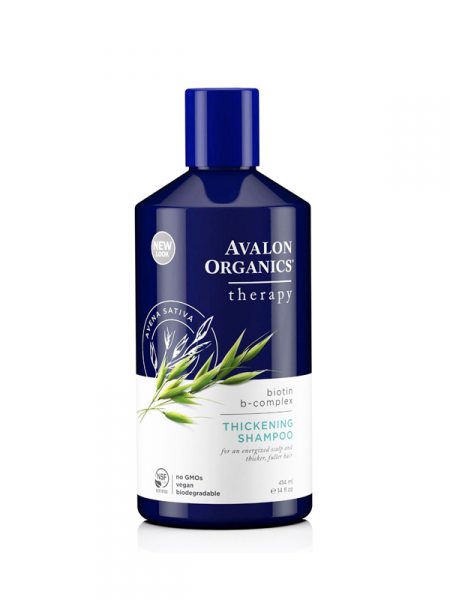 NEW
LOOK
AVALON
ORGANICS®
therapy
AVENA SATIVA
biotin
b-complex
THICKENING
SHAMPOO
for an energized scalp and
thicker, fuller hair
NSF
no GMOs
vegan
biodegradable
414 ml
e 14 fl oz